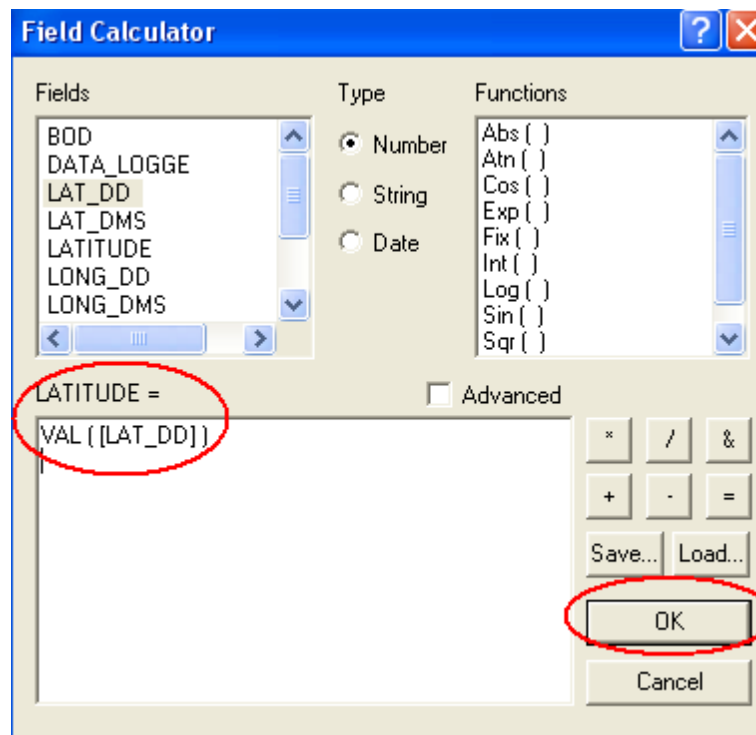 Field Calculator
Fields
BOD
DATA_LOGGE
LAT_DD
LAT_DMS
LATITUDE
LONG_DD
LONG_DMS
Type
Number
String
Date
Functions
Abs ( )
Atn ( )
Cos ( )
Exp ( )
Fix ( )
Int ( )
Log ( )
Sin ( )
Sqr ( )
LATITUDE =
Advanced
VAL ( [LAT_DD] )
* / &
+ - =
Save... Load...
OK
Cancel